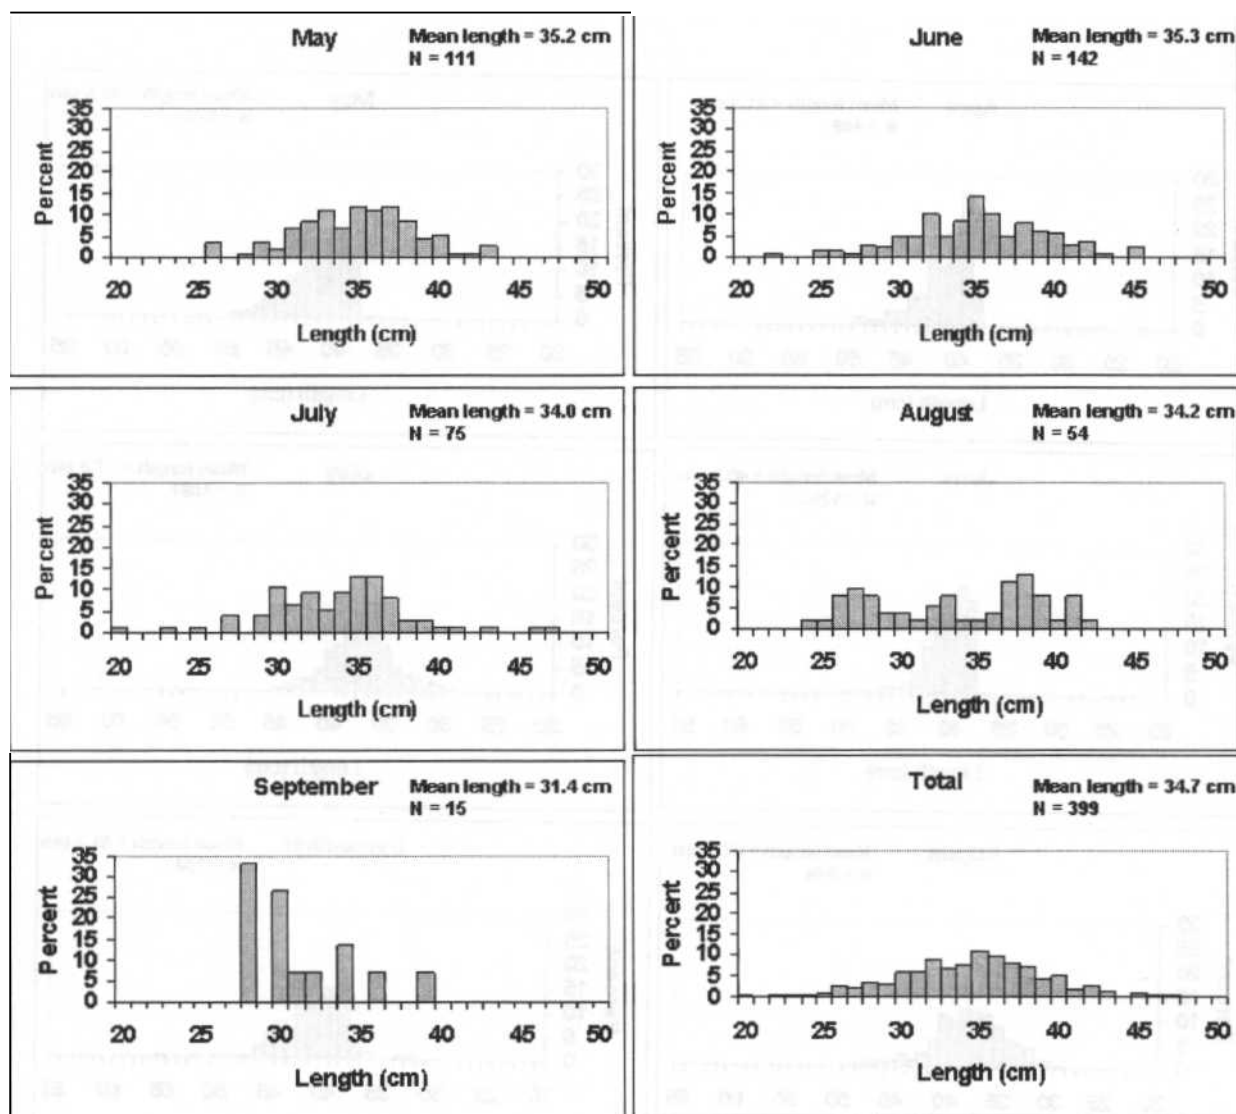 May
Mean length = 35.2 cm
N = 111
35
30
25
20
15
10
5
0
Percent
20 25 30 35 40 45 50
Length (cm)
June
Mean length = 35.3 cm
N = 142
35
30
25
20
15
10
5
0
Percent
20 25 30 35 40 45 50
Length (cm)
July
Mean length = 34.0 cm
N = 75
35
30
25
20
15
10
5
0
Percent
20 25 30 35 40 45 50
Length (cm)
August
Mean length = 34.2 cm
N = 54
35
30
25
20
15
10
5
0
Percent
20 25 30 35 40 45 50
Length (cm)
September
Mean length = 31.4 cm
N = 15
35
30
25
20
15
10
5
0
Percent
20 25 30 35 40 45 50
Length (cm)
Total
Mean length = 34.7 cm
N = 399
35
30
25
20
15
10
5
0
Percent
20 25 30 35 40 45 50
Length (cm)